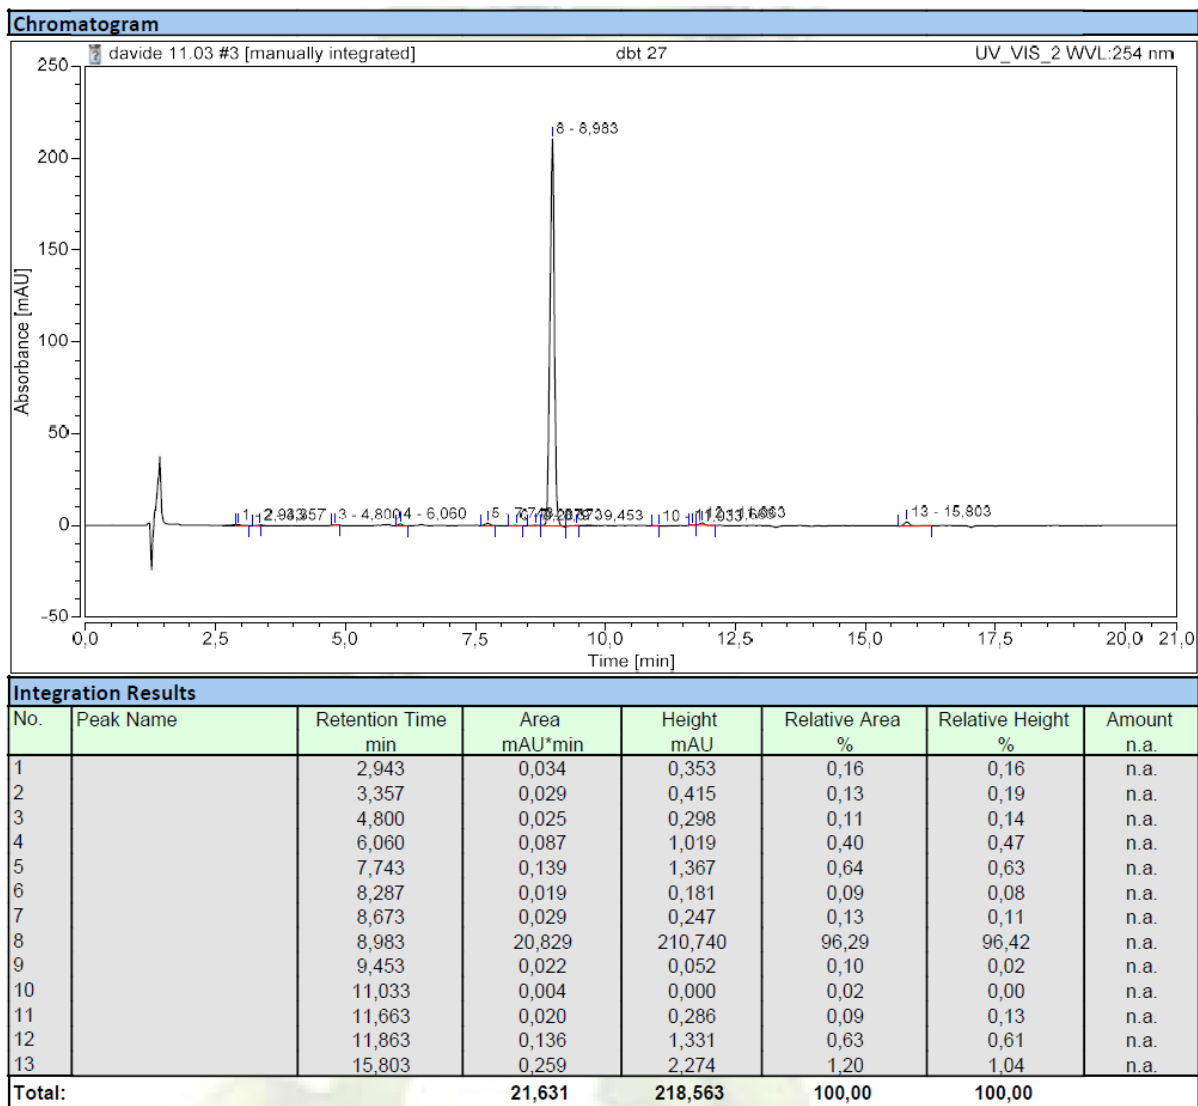 Chromatogram
davide 11.03 #3 [manually integrated] dbt 27 UV_VIS_2 WVL:254 nm
Absorbance [mAU]
250
200
150
100
50
0
-50
8 - 8,983
3 - 4,800
4 - 6,060
13 - 15,803
0,0 2,5 5,0 7,5 10,0 12,5 15,0 17,5 20,0 21,0
Time [min]
Integration Results
No. Peak Name Retention Time Area Height Relative Area Relative Height Amount
min mAU*min mAU % % n.a.
1 2,943 0,034 0,353 0,16 0,16 n.a.
2 3,357 0,029 0,415 0,13 0,19 n.a.
3 4,800 0,025 0,298 0,11 0,14 n.a.
4 6,060 0,087 1,019 0,40 0,47 n.a.
5 7,743 0,139 1,367 0,64 0,63 n.a.
6 8,287 0,019 0,181 0,09 0,08 n.a.
7 8,673 0,029 0,247 0,13 0,11 n.a.
8 8,983 20,829 210,740 96,29 96,42 n.a.
9 9,453 0,022 0,052 0,10 0,02 n.a.
10 11,033 0,004 0,000 0,02 0,00 n.a.
11 11,663 0,020 0,286 0,09 0,13 n.a.
12 11,863 0,136 1,331 0,63 0,61 n.a.
13 15,803 0,259 2,274 1,20 1,04 n.a.
Total: 21,631 218,563 100,00 100,00